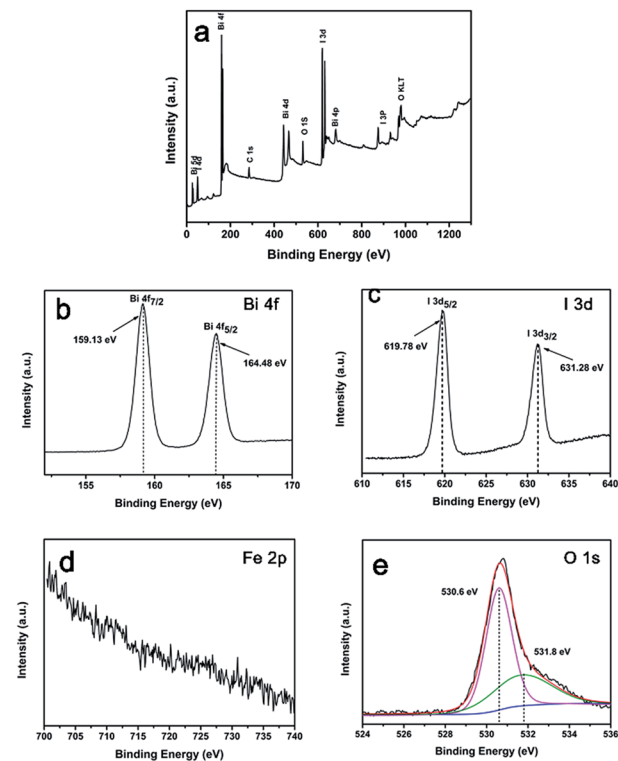 a
Bi 4f
I 3d
Bi 5d
I 4d
C 1s
Bi 4d
O 1S
Bi 4p
I 3P
O KLT
Intensity (a.u.)
0 200 400 600 800 1000 1200
Binding Energy (eV)
b
Bi 4f7/2
Bi 4f
Bi 4f5/2
159.13 eV
164.48 eV
Intensity (a.u.)
155 160 165 170
Binding Energy (eV)
c
I 3d5/2
I 3d
I 3d3/2
619.78 eV
631.28 eV
Intensity (a.u.)
610 615 620 625 630 635 640
Binding Energy (eV)
d
Fe 2p
Intensity (a.u.)
700 705 710 715 720 725 730 735 740
Binding Energy (eV)
e
O 1s
530.6 eV
531.8 eV
Intensity (a.u.)
524 526 528 530 532 534 536
Binding Energy (eV)